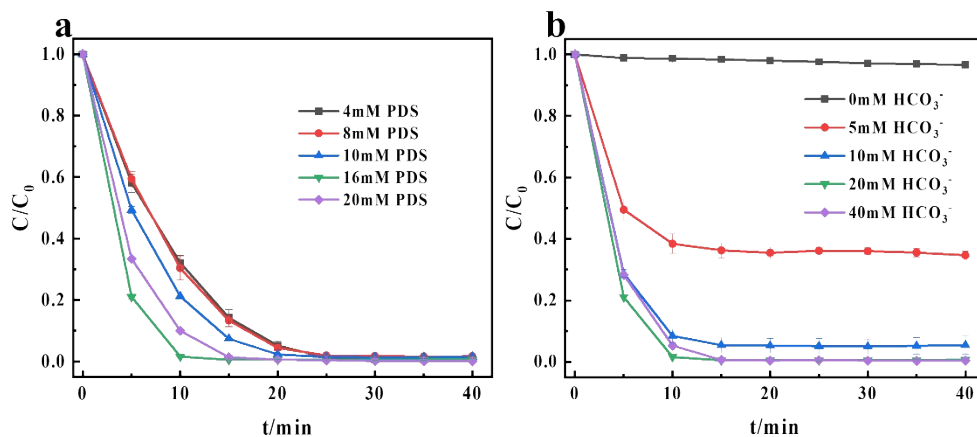 a
C/C₀
1.0
0.8
0.6
0.4
0.2
0.0
0
10
20
30
40
t/min
4mM PDS
8mM PDS
10mM PDS
16mM PDS
20mM PDS
b
C/C₀
1.0
0.8
0.6
0.4
0.2
0.0
0
10
20
30
40
t/min
0mM HCO₃⁻
5mM HCO₃⁻
10mM HCO₃⁻
20mM HCO₃⁻
40mM HCO₃⁻